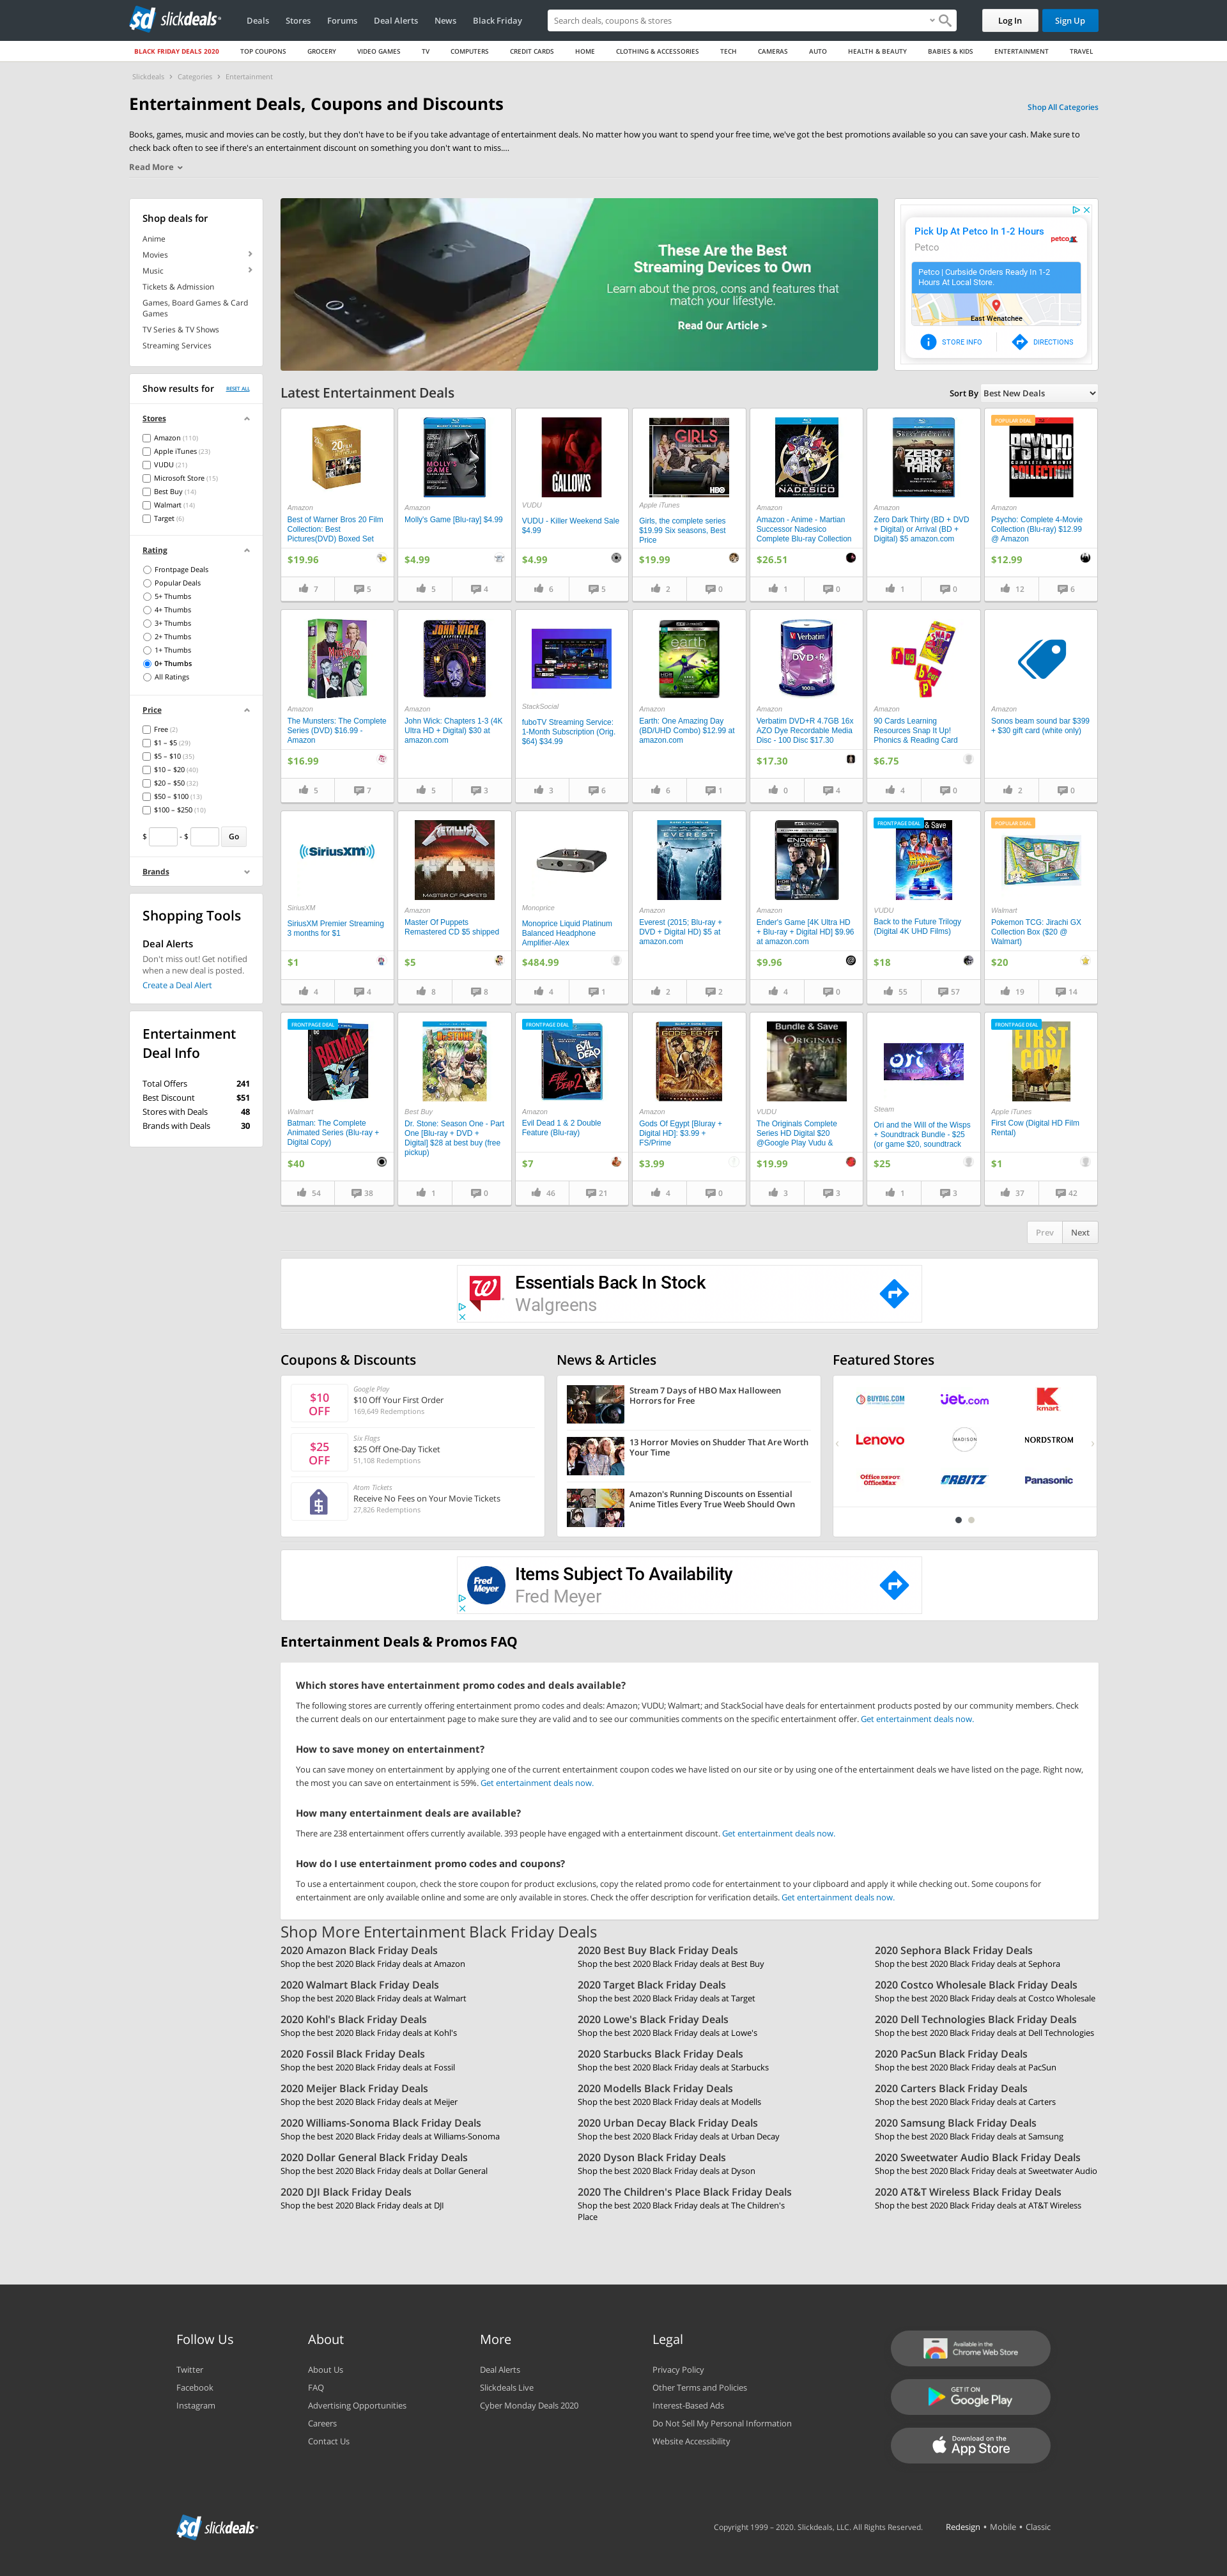 slickdeals
Deals
Stores
Forums
Deal Alerts
News
Black Friday
Search deals, coupons & stores
Log In
Sign Up
BLACK FRIDAY DEALS 2020
TOP COUPONS
GROCERY
VIDEO GAMES
TV
COMPUTERS
CREDIT CARDS
HOME
CLOTHING & ACCESSORIES
TECH
CAMERAS
AUTO
HEALTH & BEAUTY
BABIES & KIDS
ENTERTAINMENT
TRAVEL
Slickdeals › Categories › Entertainment
Entertainment Deals, Coupons and Discounts
Shop All Categories
Books, games, music and movies can be costly, but they don't have to be if you take advantage of entertainment deals. No matter how you want to spend your free time, we've got the best promotions available so you can save your cash. Make sure to
check back often to see if there's an entertainment discount on something you don't want to miss....
Read More
Shop deals for
Anime
Movies
Music
Tickets & Admission
Games, Board Games & Card
Games
TV Series & TV Shows
Streaming Services
Show results for
RESET ALL
Stores
Amazon (110)
Apple iTunes (23)
VUDU (21)
Microsoft Store (15)
Best Buy (14)
Walmart (14)
Target (6)
Rating
Frontpage Deals
Popular Deals
5+ Thumbs
4+ Thumbs
3+ Thumbs
2+ Thumbs
1+ Thumbs
0+ Thumbs
All Ratings
Price
Free (2)
$1 – $5 (29)
$5 – $10 (35)
$10 – $20 (40)
$20 – $50 (32)
$50 – $100 (13)
$100 – $250 (10)
$ - $ Go
Brands
Shopping Tools
Deal Alerts
Don't miss out! Get notified
when a new deal is posted.
Create a Deal Alert
Entertainment
Deal Info
Total Offers 241
Best Discount $51
Stores with Deals 48
Brands with Deals 30
These Are the Best
Streaming Devices to Own
Learn about the pros, cons and features that
match your lifestyle.
Read Our Article >
Pick Up At Petco In 1-2 Hours
Petco
petco
Petco | Curbside Orders Ready In 1-2
Hours At Local Store.
East Wenatchee
STORE INFO
DIRECTIONS
Latest Entertainment Deals
Sort By Best New Deals
Amazon
Best of Warner Bros 20 Film
Collection: Best
Pictures(DVD) Boxed Set
$19.96
7
5
MOLLY'S GAME
Amazon
Molly's Game [Blu-ray] $4.99
$4.99
5
4
GALLOWS
VUDU
VUDU - Killer Weekend Sale
$4.99
$4.99
6
5
GIRLS
HBO
Apple iTunes
Girls, the complete series
$19.99 Six seasons, Best
Price
$19.99
2
0
NADESICO
Amazon
Amazon - Anime - Martian
Successor Nadesico
Complete Blu-ray Collection
$26.51
1
0
ZERO DARK THIRTY
Amazon
Zero Dark Thirty (BD + DVD
+ Digital) or Arrival (BD +
Digital) $5 amazon.com
1
0
POPULAR DEAL
PSYCHO
COMPLETE 4-MOVIE
COLLECTION
Amazon
Psycho: Complete 4-Movie
Collection (Blu-ray) $12.99
@ Amazon
$12.99
12
6
Amazon
The Munsters: The Complete
Series (DVD) $16.99 -
Amazon
$16.99
5
7
JOHN WICK
Amazon
John Wick: Chapters 1-3 (4K
Ultra HD + Digital) $30 at
amazon.com
5
3
StackSocial
fuboTV Streaming Service:
1-Month Subscription (Orig.
$64) $34.99
3
6
earth
Amazon
Earth: One Amazing Day
(BD/UHD Combo) $12.99 at
amazon.com
6
1
Verbatim
DVD+R
100
Amazon
Verbatim DVD+R 4.7GB 16x
AZO Dye Recordable Media
Disc - 100 Disc $17.30
$17.30
0
4
Amazon
90 Cards Learning
Resources Snap It Up!
Phonics & Reading Card
$6.75
4
0
Amazon
Sonos beam sound bar $399
+ $30 gift card (white only)
2
0
SiriusXM
SiriusXM
SiriusXM Premier Streaming
3 months for $1
$1
4
4
METALLICA
MASTER OF PUPPETS
Amazon
Master Of Puppets
Remastered CD $5 shipped
$5
8
8
Monoprice
Monoprice Liquid Platinum
Balanced Headphone
Amplifier-Alex
$484.99
4
1
EVEREST
Amazon
Everest (2015; Blu-ray +
DVD + Digital HD) $5 at
amazon.com
2
2
ENDER'S GAME
Amazon
Ender's Game [4K Ultra HD
+ Blu-ray + Digital HD] $9.96
at amazon.com
$9.96
4
0
FRONTPAGE DEAL
& Save
VUDU
Back to the Future Trilogy
(Digital 4K UHD Films)
$18
55
57
POPULAR DEAL
Walmart
Pokemon TCG: Jirachi GX
Collection Box ($20 @
Walmart)
$20
19
14
FRONTPAGE DEAL
BATMAN
Walmart
Batman: The Complete
Animated Series (Blu-ray +
Digital Copy)
$40
54
38
Dr.STONE
Best Buy
Dr. Stone: Season One - Part
One [Blu-ray + DVD +
Digital] $28 at best buy (free
pickup)
1
0
FRONTPAGE DEAL
EVIL DEAD
EVIL DEAD 2
Amazon
Evil Dead 1 & 2 Double
Feature (Blu-ray)
$7
46
21
GODS OF EGYPT
Amazon
Gods Of Egypt [Bluray +
Digital HD]: $3.99 +
FS/Prime
$3.99
4
0
Bundle & Save
ORIGINALS
VUDU
The Originals Complete
Series HD Digital $20
@Google Play Vudu &
$19.99
3
3
ori
Steam
Ori and the Will of the Wisps
+ Soundtrack Bundle - $25
(or game $20, soundtrack
$25
1
3
FRONTPAGE DEAL
FIRST COW
Apple iTunes
First Cow (Digital HD Film
Rental)
$1
37
42
Prev
Next
Essentials Back In Stock
Walgreens
Coupons & Discounts
$10
OFF
Google Play
$10 Off Your First Order
169,649 Redemptions
$25
OFF
Six Flags
$25 Off One-Day Ticket
51,108 Redemptions
Atom Tickets
Receive No Fees on Your Movie Tickets
27,826 Redemptions
News & Articles
Stream 7 Days of HBO Max Halloween
Horrors for Free
13 Horror Movies on Shudder That Are Worth
Your Time
Amazon's Running Discounts on Essential
Anime Titles Every True Weeb Should Own
Featured Stores
BUYDIG.COM
jet.com
kmart
Lenovo
MADISON
NORDSTROM
Office DEPOT
OfficeMax
ORBITZ
Panasonic
Fred
Meyer
Items Subject To Availability
Fred Meyer
Entertainment Deals & Promos FAQ
Which stores have entertainment promo codes and deals available?
The following stores are currently offering entertainment promo codes and deals: Amazon; VUDU; Walmart; and StackSocial have deals for entertainment products posted by our community members. Check
the current deals on our entertainment page to make sure they are valid and to see our communities comments on the specific entertainment offer. Get entertainment deals now.
How to save money on entertainment?
You can save money on entertainment by applying one of the current entertainment coupon codes we have listed on our site or by using one of the entertainment deals we have listed on the page. Right now,
the most you can save on entertainment is 59%. Get entertainment deals now.
How many entertainment deals are available?
There are 238 entertainment offers currently available. 393 people have engaged with a entertainment discount. Get entertainment deals now.
How do I use entertainment promo codes and coupons?
To use a entertainment coupon, check the store coupon for product exclusions, copy the related promo code for entertainment to your clipboard and apply it while checking out. Some coupons for
entertainment are only available online and some are only available in stores. Check the offer description for verification details. Get entertainment deals now.
Shop More Entertainment Black Friday Deals
2020 Amazon Black Friday Deals
Shop the best 2020 Black Friday deals at Amazon
2020 Best Buy Black Friday Deals
Shop the best 2020 Black Friday deals at Best Buy
2020 Sephora Black Friday Deals
Shop the best 2020 Black Friday deals at Sephora
2020 Walmart Black Friday Deals
Shop the best 2020 Black Friday deals at Walmart
2020 Target Black Friday Deals
Shop the best 2020 Black Friday deals at Target
2020 Costco Wholesale Black Friday Deals
Shop the best 2020 Black Friday deals at Costco Wholesale
2020 Kohl's Black Friday Deals
Shop the best 2020 Black Friday deals at Kohl's
2020 Lowe's Black Friday Deals
Shop the best 2020 Black Friday deals at Lowe's
2020 Dell Technologies Black Friday Deals
Shop the best 2020 Black Friday deals at Dell Technologies
2020 Fossil Black Friday Deals
Shop the best 2020 Black Friday deals at Fossil
2020 Starbucks Black Friday Deals
Shop the best 2020 Black Friday deals at Starbucks
2020 PacSun Black Friday Deals
Shop the best 2020 Black Friday deals at PacSun
2020 Meijer Black Friday Deals
Shop the best 2020 Black Friday deals at Meijer
2020 Modells Black Friday Deals
Shop the best 2020 Black Friday deals at Modells
2020 Carters Black Friday Deals
Shop the best 2020 Black Friday deals at Carters
2020 Williams-Sonoma Black Friday Deals
Shop the best 2020 Black Friday deals at Williams-Sonoma
2020 Urban Decay Black Friday Deals
Shop the best 2020 Black Friday deals at Urban Decay
2020 Samsung Black Friday Deals
Shop the best 2020 Black Friday deals at Samsung
2020 Dollar General Black Friday Deals
Shop the best 2020 Black Friday deals at Dollar General
2020 Dyson Black Friday Deals
Shop the best 2020 Black Friday deals at Dyson
2020 Sweetwater Audio Black Friday Deals
Shop the best 2020 Black Friday deals at Sweetwater Audio
2020 DJI Black Friday Deals
Shop the best 2020 Black Friday deals at DJI
2020 The Children's Place Black Friday Deals
Shop the best 2020 Black Friday deals at The Children's
Place
2020 AT&T Wireless Black Friday Deals
Shop the best 2020 Black Friday deals at AT&T Wireless
Follow Us
Twitter
Facebook
Instagram
About
About Us
FAQ
Advertising Opportunities
Careers
Contact Us
More
Deal Alerts
Slickdeals Live
Cyber Monday Deals 2020
Legal
Privacy Policy
Other Terms and Policies
Interest-Based Ads
Do Not Sell My Personal Information
Website Accessibility
Available in the
Chrome Web Store
GET IT ON
Google Play
Download on the
App Store
slickdeals
Copyright 1999 – 2020. Slickdeals, LLC. All Rights Reserved.
Redesign • Mobile • Classic